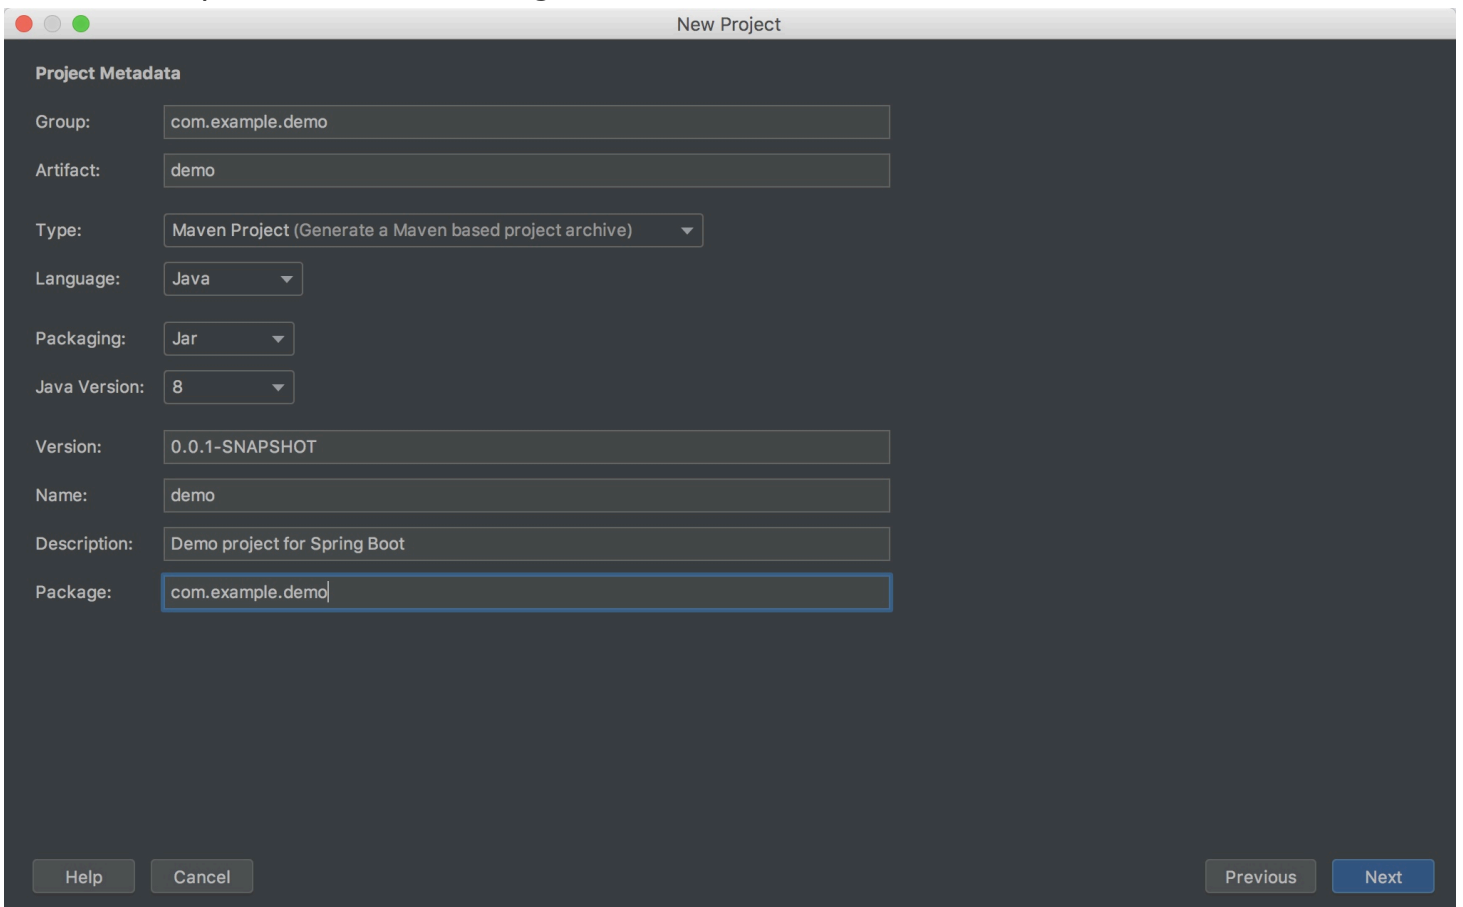 New Project
Project Metadata
Group: com.example.demo
Artifact: demo
Type: Maven Project (Generate a Maven based project archive)
Language: Java
Packaging: Jar
Java Version: 8
Version: 0.0.1-SNAPSHOT
Name: demo
Description: Demo project for Spring Boot
Package: com.example.demo
Help Cancel Previous Next